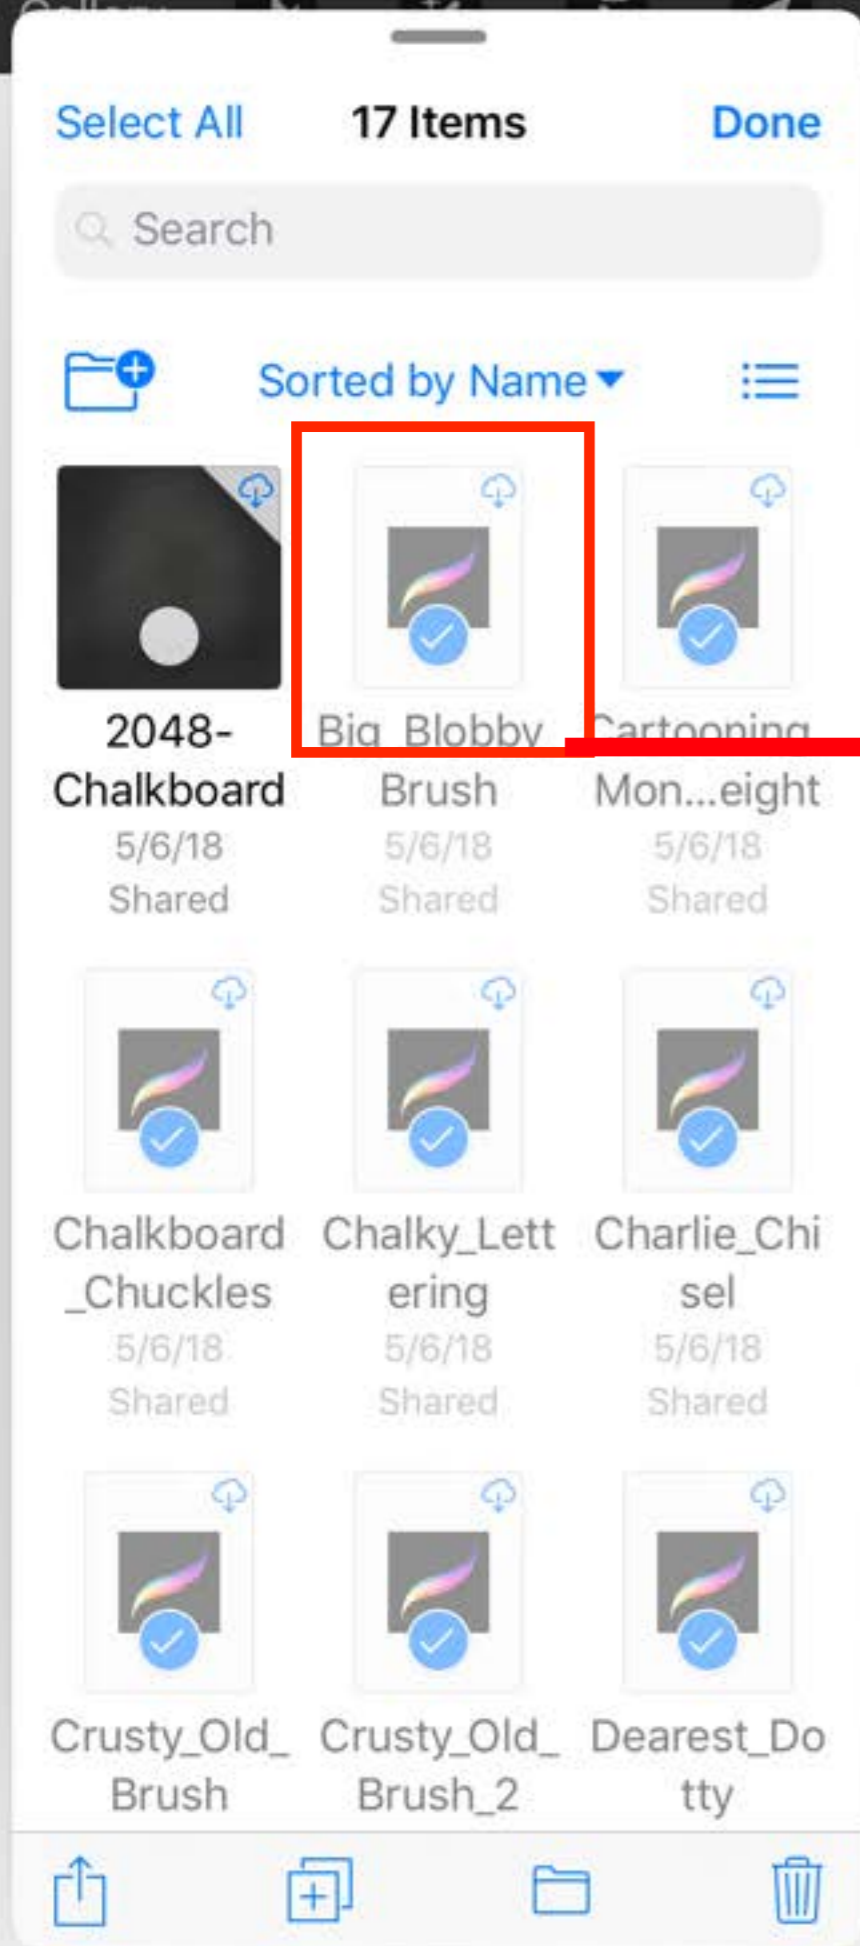 Gallery
Select All 17 Items Done
Search
Sorted by Name
2048-
Chalkboard
5/6/18
Shared
Big_Blobby
Brush
5/6/18
Shared
Cartooning_
Mon...eight
5/6/18
Shared
Chalkboard
_Chuckles
5/6/18
Shared
Chalky_Lett
ering
5/6/18
Shared
Charlie_Chi
sel
5/6/18
Shared
Crusty_Old_
Brush
Crusty_Old_
Brush_2
Dearest_Do
tty